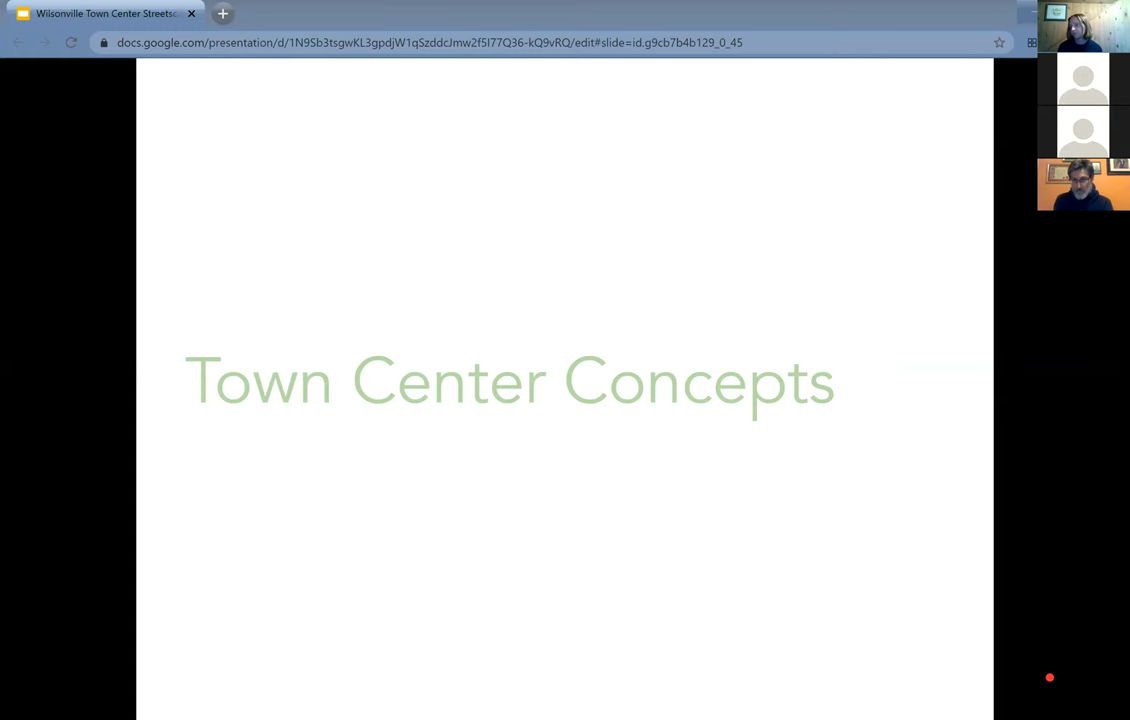 Wilsonville Town Center Streetsc
docs.google.com/presentation/d/1N9Sb3tsgwKL3gpdjW1qSzddcJmw2f5I77Q36-kQ9vRQ/edit#slide=id.g9cb7b4b129_0_45
Town Center Concepts